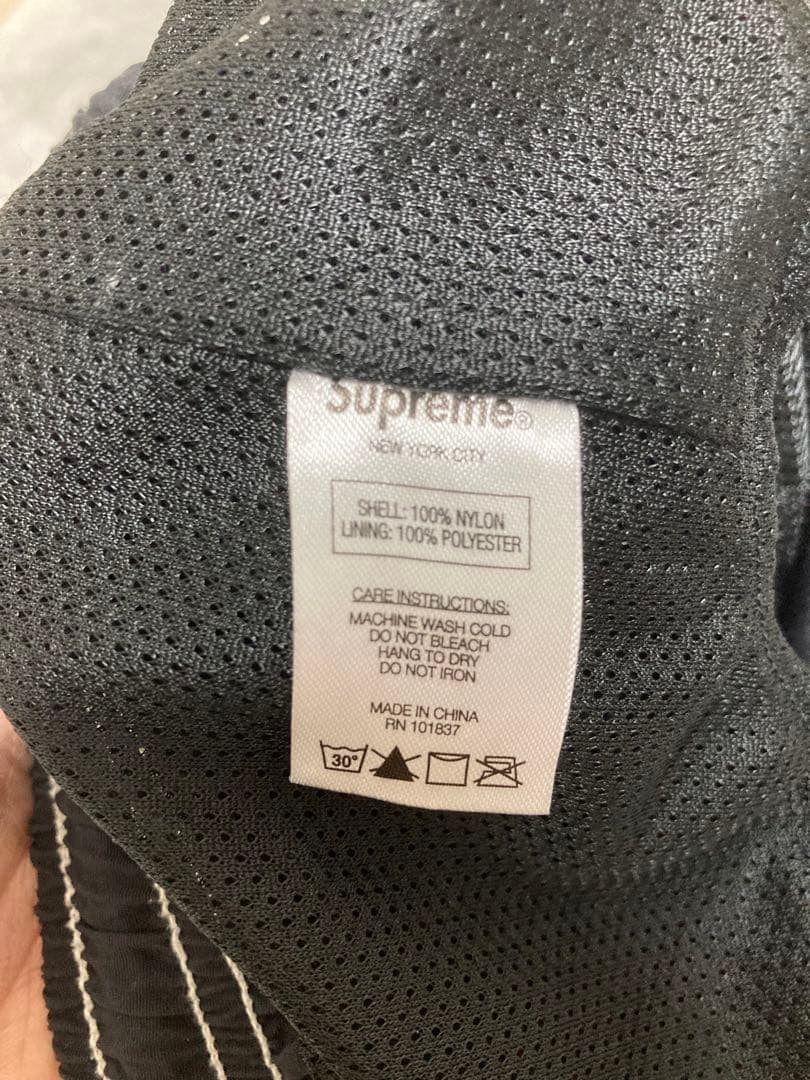 Supreme®
NEW YORK CITY
SHELL: 100% NYLON
LINING: 100% POLYESTER
CARE INSTRUCTIONS:
MACHINE WASH COLD
DO NOT BLEACH
HANG TO DRY
DO NOT IRON
MADE IN CHINA
RN 101837
30°